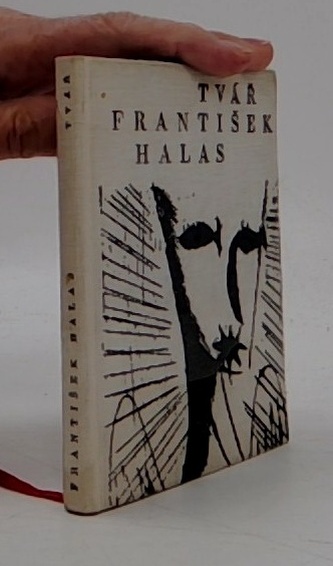 TVÁŘ
FRANTIŠEK
HALAS
FRANTIŠEK HALAS TVÁŘ